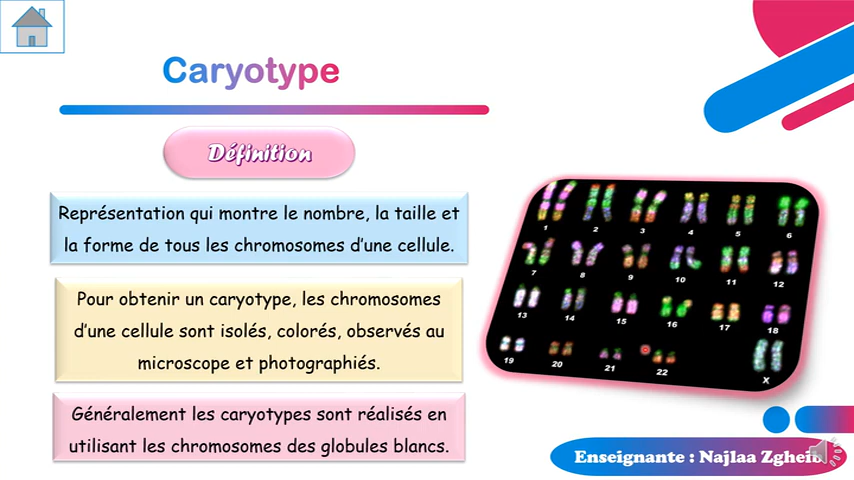 Caryotype
Définition
Représentation qui montre le nombre, la taille et
la forme de tous les chromosomes d'une cellule.
Pour obtenir un caryotype, les chromosomes
d'une cellule sont isolés, colorés, observés au
microscope et photographiés.
Généralement les caryotypes sont réalisés en
utilisant les chromosomes des globules blancs.
1 2 3 4 5 6
7 8 9 10 11 12
13 14 15 16 17 18
19 20 21 22 X
Enseignante : Najlaa Zgheib